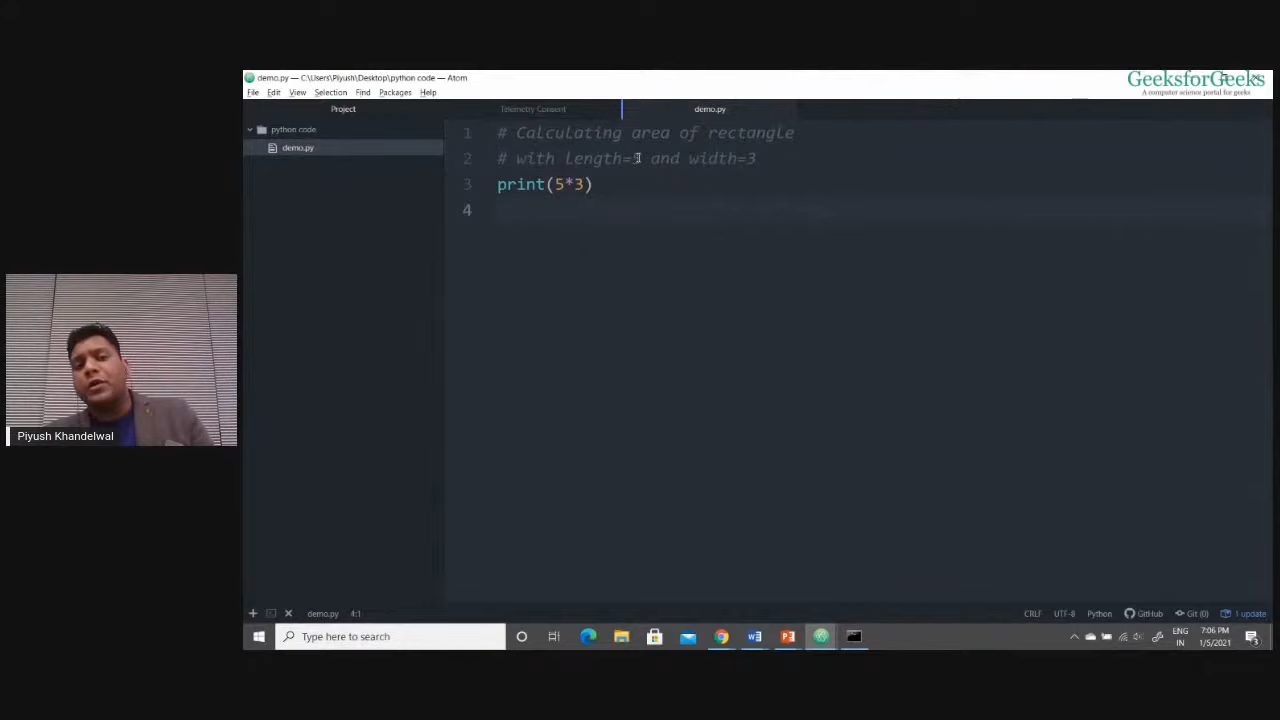 demo.py — C:\Users\Piyush\Desktop\python code — Atom
GeeksforGeeks
A computer science portal for geeks
File Edit View Selection Find Packages Help
Project
Telemetry Consent
demo.py
python code
demo.py
1 # Calculating area of rectangle
2 # with length=5 and width=3
3 print(5*3)
4
Piyush Khandelwal
demo.py 4:1
CRLF UTF-8 Python GitHub Git (0) 1 update
Type here to search
ENG
IN
7:06 PM
1/5/2021
3